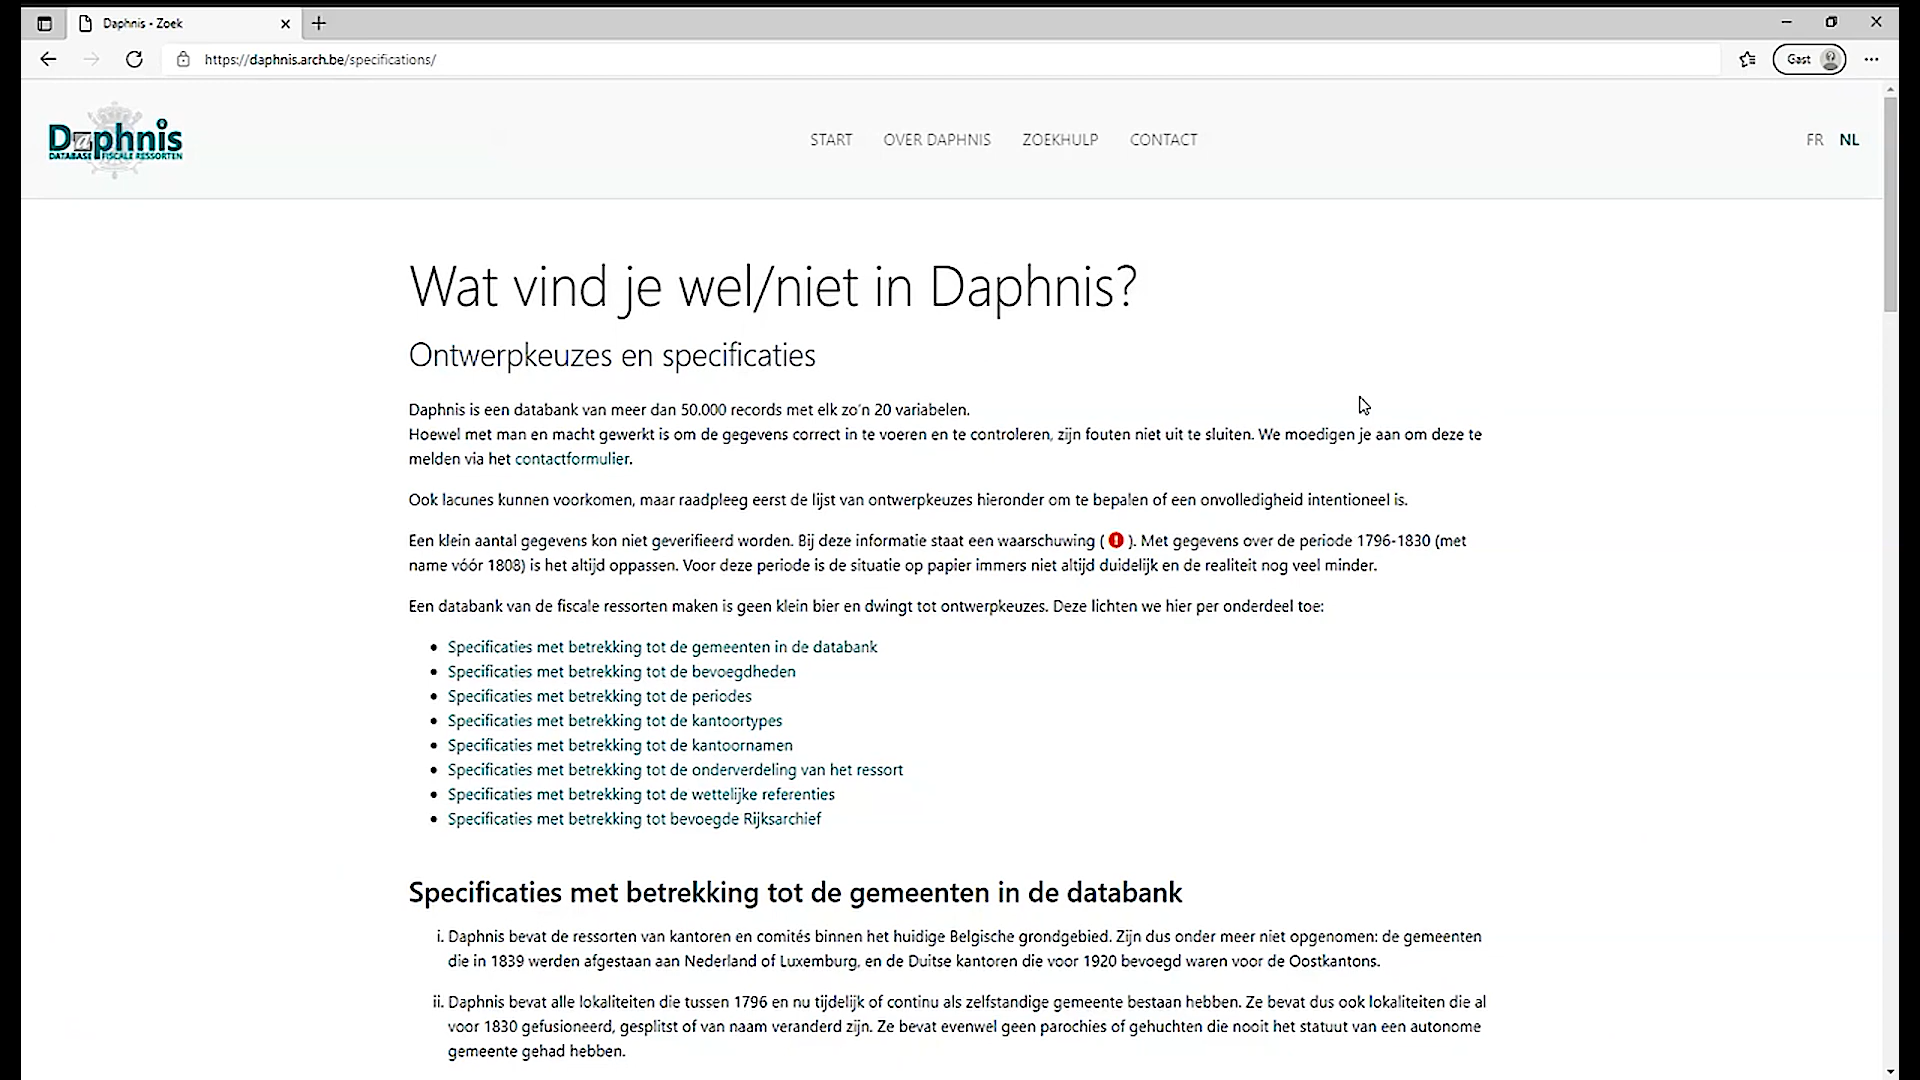 Daphnis - Zoek
https://daphnis.arch.be/specifications/
Gast
Daphnis
DATABASE FISCALE RESSORTEN
START OVER DAPHNIS ZOEKHULP CONTACT
FR NL
Wat vind je wel/niet in Daphnis?
Ontwerpkeuzes en specificaties
Daphnis is een databank van meer dan 50.000 records met elk zo'n 20 variabelen.
Hoewel met man en macht gewerkt is om de gegevens correct in te voeren en te controleren, zijn fouten niet uit te sluiten. We moedigen je aan om deze te
melden via het contactformulier.
Ook lacunes kunnen voorkomen, maar raadpleeg eerst de lijst van ontwerpkeuzes hieronder om te bepalen of een onvolledigheid intentioneel is.
Een klein aantal gegevens kon niet geverifieerd worden. Bij deze informatie staat een waarschuwing ( ! ). Met gegevens over de periode 1796-1830 (met
name vóór 1808) is het altijd oppassen. Voor deze periode is de situatie op papier immers niet altijd duidelijk en de realiteit nog veel minder.
Een databank van de fiscale ressorten maken is geen klein bier en dwingt tot ontwerpkeuzes. Deze lichten we hier per onderdeel toe:
• Specificaties met betrekking tot de gemeenten in de databank
• Specificaties met betrekking tot de bevoegdheden
• Specificaties met betrekking tot de periodes
• Specificaties met betrekking tot de kantoortypes
• Specificaties met betrekking tot de kantoornamen
• Specificaties met betrekking tot de onderverdeling van het ressort
• Specificaties met betrekking tot de wettelijke referenties
• Specificaties met betrekking tot bevoegde Rijksarchief
Specificaties met betrekking tot de gemeenten in de databank
i. Daphnis bevat de ressorten van kantoren en comités binnen het huidige Belgische grondgebied. Zijn dus onder meer niet opgenomen: de gemeenten
die in 1839 werden afgestaan aan Nederland of Luxemburg, en de Duitse kantoren die voor 1920 bevoegd waren voor de Oostkantons.
ii. Daphnis bevat alle lokaliteiten die tussen 1796 en nu tijdelijk of continu als zelfstandige gemeente bestaan hebben. Ze bevat dus ook lokaliteiten die al
voor 1830 gefusioneerd, gesplitst of van naam veranderd zijn. Ze bevat evenwel geen parochies of gehuchten die nooit het statuut van een autonome
gemeente gehad hebben.